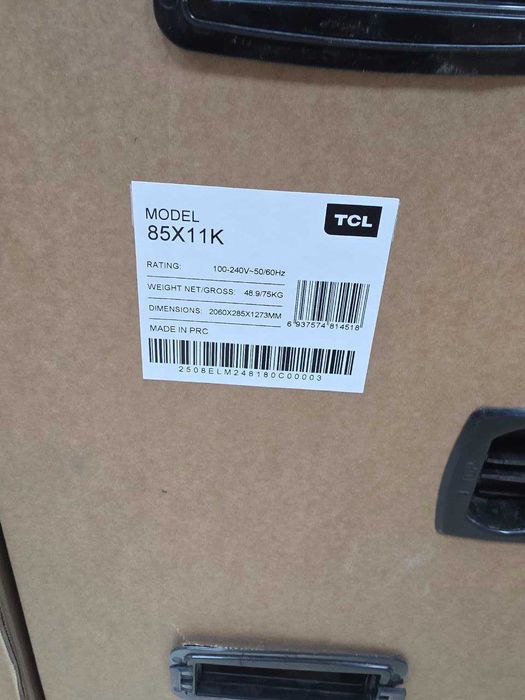 MODEL
85X11K
TCL
RATING: 100-240V~50/60Hz
WEIGHT NET/GROSS: 48.9/75KG
DIMENSIONS: 2060X285X1273MM
6 937574 814518
MADE IN PRC
2508ELM248180C00003